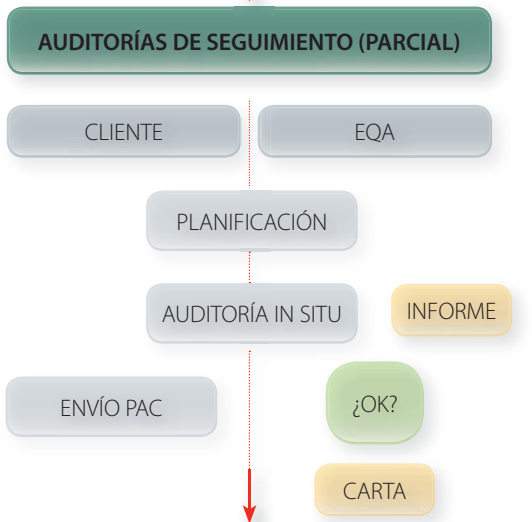 AUDITORÍAS DE SEGUIMIENTO (PARCIAL)
CLIENTE
EQA
PLANIFICACIÓN
AUDITORÍA IN SITU
INFORME
ENVÍO PAC
¿OK?
CARTA